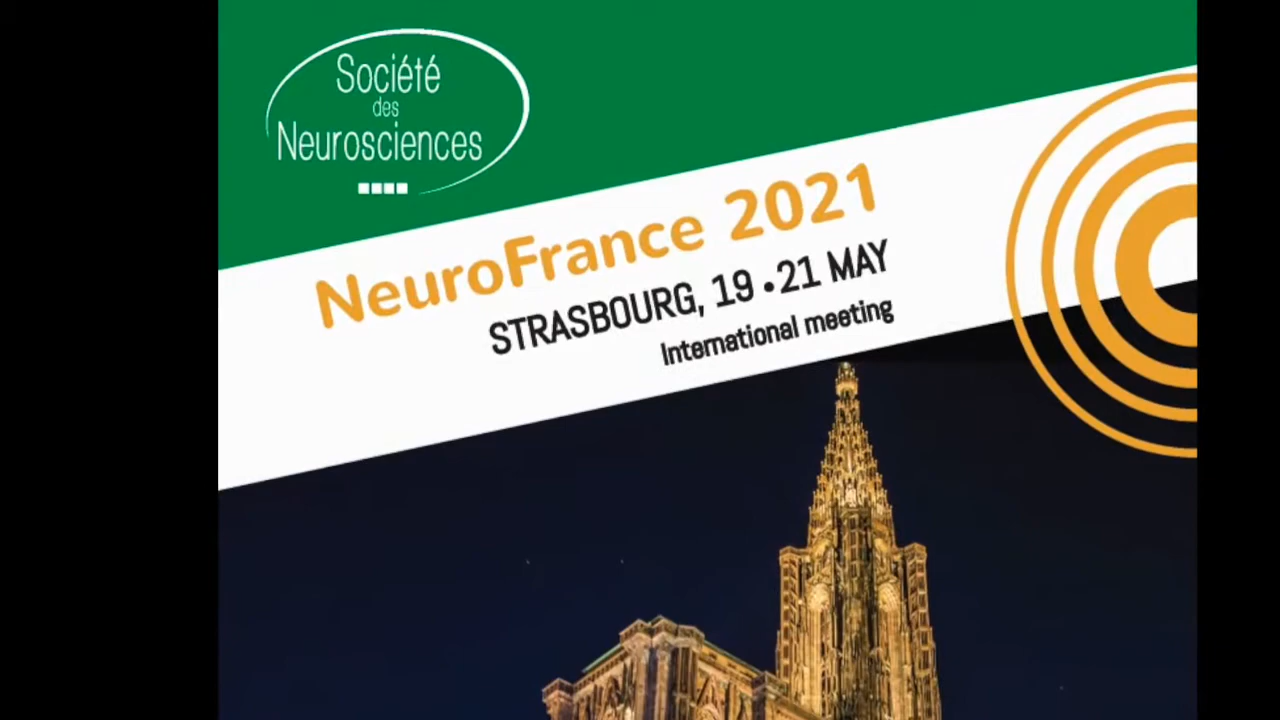 Société
des
Neurosciences
NeuroFrance 2021
STRASBOURG, 19 • 21 MAY
International meeting